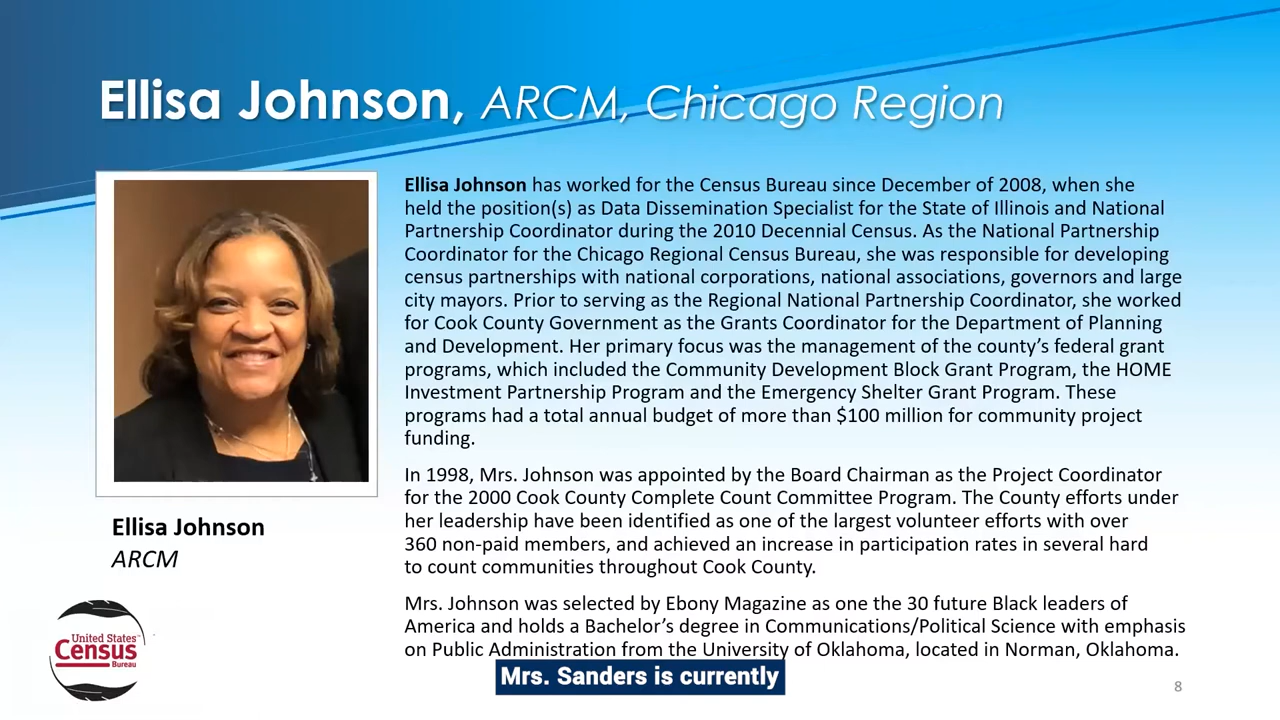 Ellisa Johnson, ARCM, Chicago Region
Ellisa Johnson has worked for the Census Bureau since December of 2008, when she
held the position(s) as Data Dissemination Specialist for the State of Illinois and National
Partnership Coordinator during the 2010 Decennial Census. As the National Partnership
Coordinator for the Chicago Regional Census Bureau, she was responsible for developing
census partnerships with national corporations, national associations, governors and large
city mayors. Prior to serving as the Regional National Partnership Coordinator, she worked
for Cook County Government as the Grants Coordinator for the Department of Planning
and Development. Her primary focus was the management of the county’s federal grant
programs, which included the Community Development Block Grant Program, the HOME
Investment Partnership Program and the Emergency Shelter Grant Program. These
programs had a total annual budget of more than $100 million for community project
funding.
In 1998, Mrs. Johnson was appointed by the Board Chairman as the Project Coordinator
for the 2000 Cook County Complete Count Committee Program. The County efforts under
her leadership have been identified as one of the largest volunteer efforts with over
360 non-paid members, and achieved an increase in participation rates in several hard
to count communities throughout Cook County.
Mrs. Johnson was selected by Ebony Magazine as one the 30 future Black leaders of
America and holds a Bachelor’s degree in Communications/Political Science with emphasis
on Public Administration from the University of Oklahoma, located in Norman, Oklahoma.
Ellisa Johnson
ARCM
United States™
Census
Bureau
Mrs. Sanders is currently
8